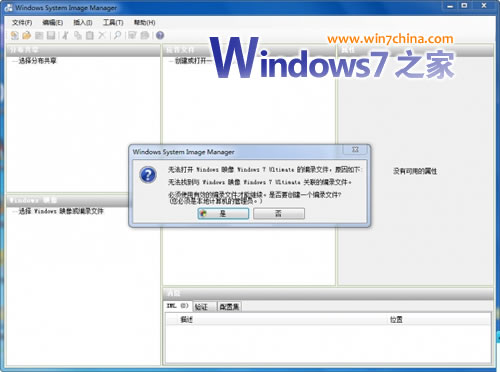 Windows System Image Manager
文件(F) 编辑(E) 插入(I) 工具(T) 帮助(H)
www.win7china.com
Windows7之家
分布共享
选择分布共享
应答文件
创建或打开一
属性
没有可用的属性
Windows System Image Manager
无法打开 Windows 映像 Windows 7 Ultimate 的编录文件，原因如下:
无法找到与 Windows 映像 Windows 7 Ultimate 关联的编录文件。
必须使用有效的编录文件才能继续。是否要创建一个编录文件?
(您必须是本地计算机的管理员。)
是 否
Windows 映像
选择 Windows 映像或编录文件
消息
XML (0) 验证 配置集
描述 位置